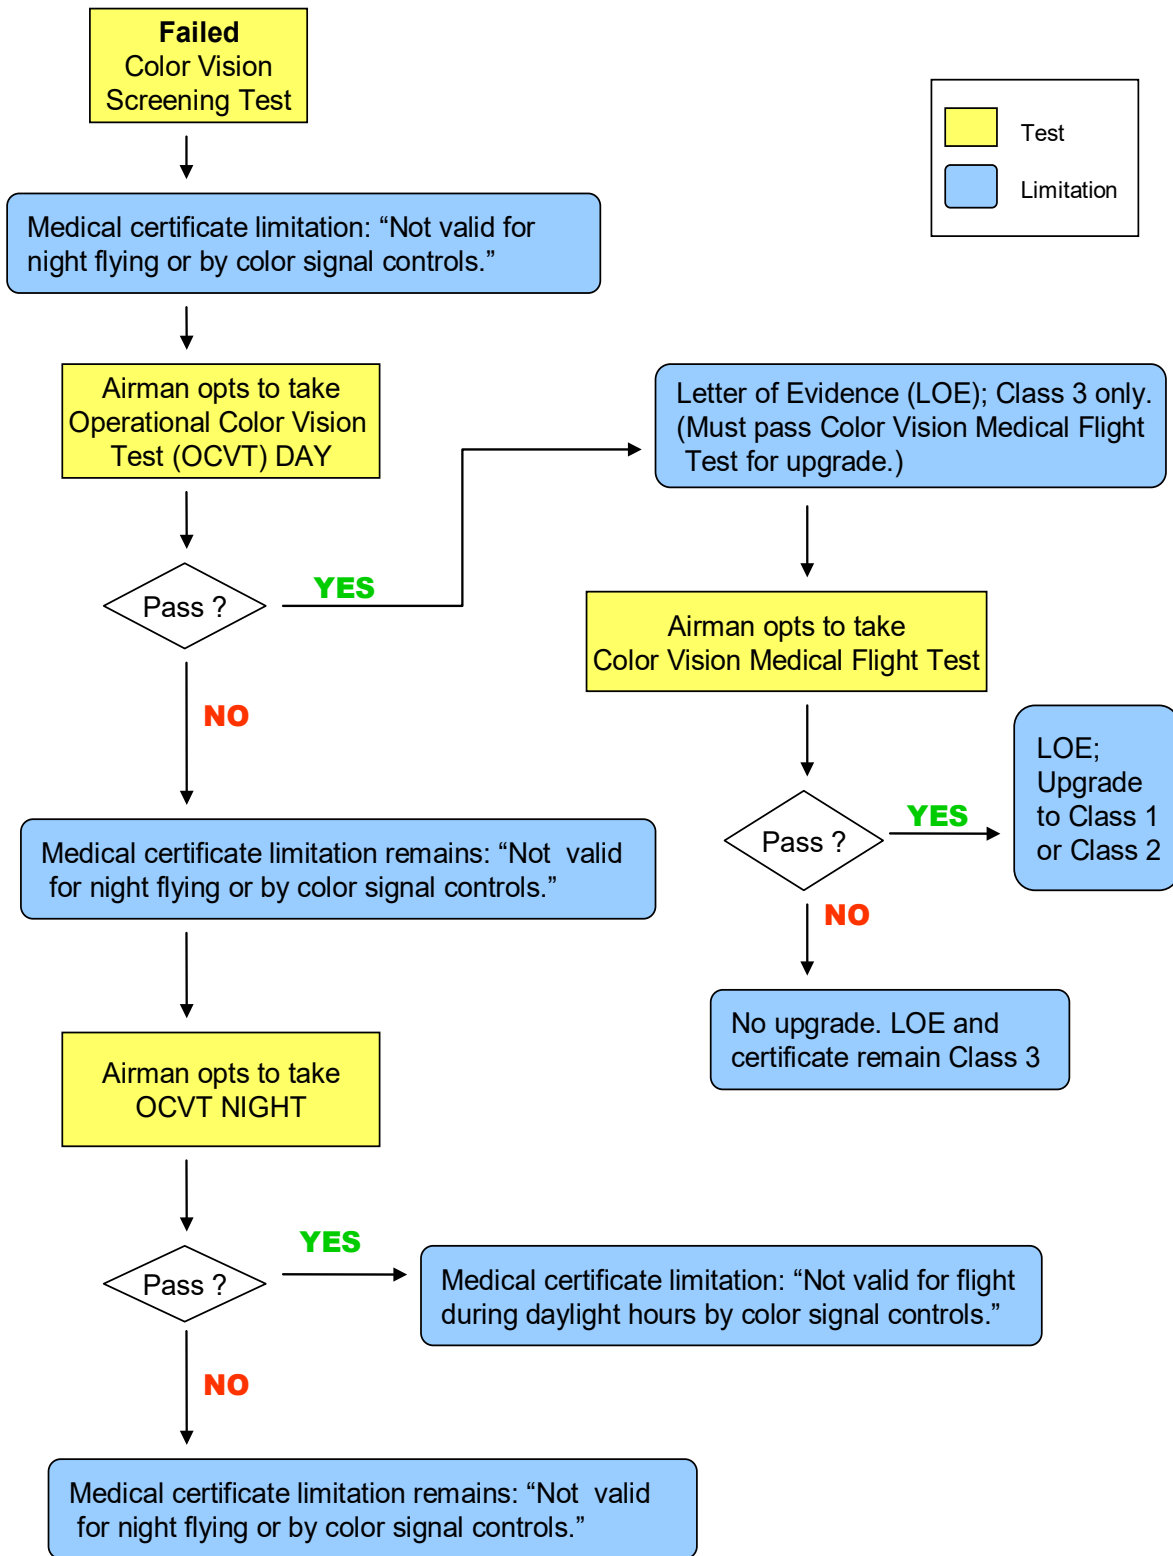 Failed
Color Vision
Screening Test
Test
Limitation
Medical certificate limitation: “Not valid for
night flying or by color signal controls.”
Airman opts to take
Operational Color Vision
Test (OCVT) DAY
Letter of Evidence (LOE); Class 3 only.
(Must pass Color Vision Medical Flight
Test for upgrade.)
Pass ?
YES
NO
Airman opts to take
Color Vision Medical Flight Test
Pass ?
YES
NO
LOE;
Upgrade
to Class 1
or Class 2
Medical certificate limitation remains: “Not valid
for night flying or by color signal controls.”
No upgrade. LOE and
certificate remain Class 3
Airman opts to take
OCVT NIGHT
Pass ?
YES
NO
Medical certificate limitation: “Not valid for flight
during daylight hours by color signal controls.”
Medical certificate limitation remains: “Not valid
for night flying or by color signal controls.”